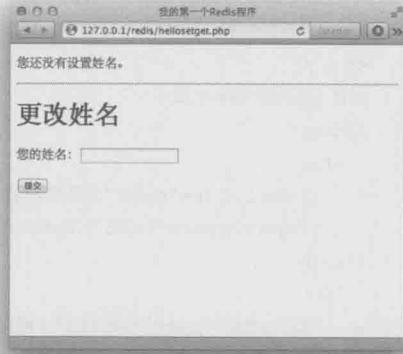 我的第一个Redis程序
127.0.0.1/redis/hellosetget.php
您还没有设置姓名。
更改姓名
您的姓名:
提交